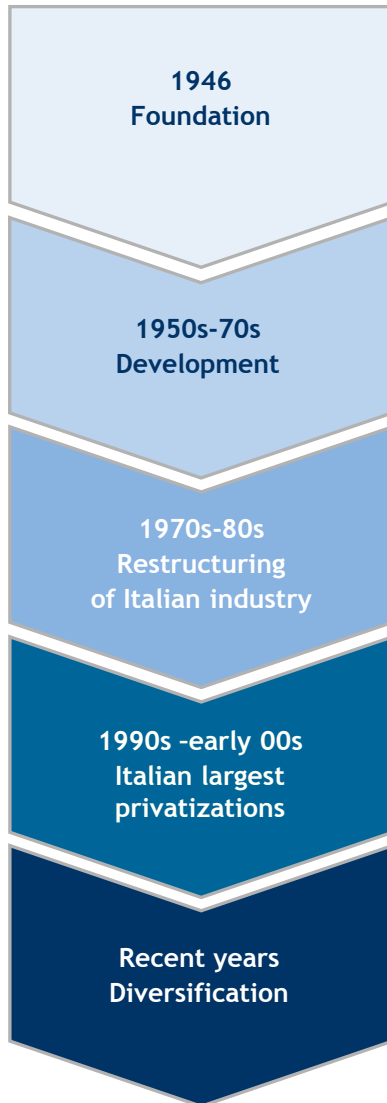 1946
Foundation
1950s-70s
Development
1970s-80s
Restructuring
of Italian industry
1990s –early 00s
Italian largest
privatizations
Recent years
Diversification